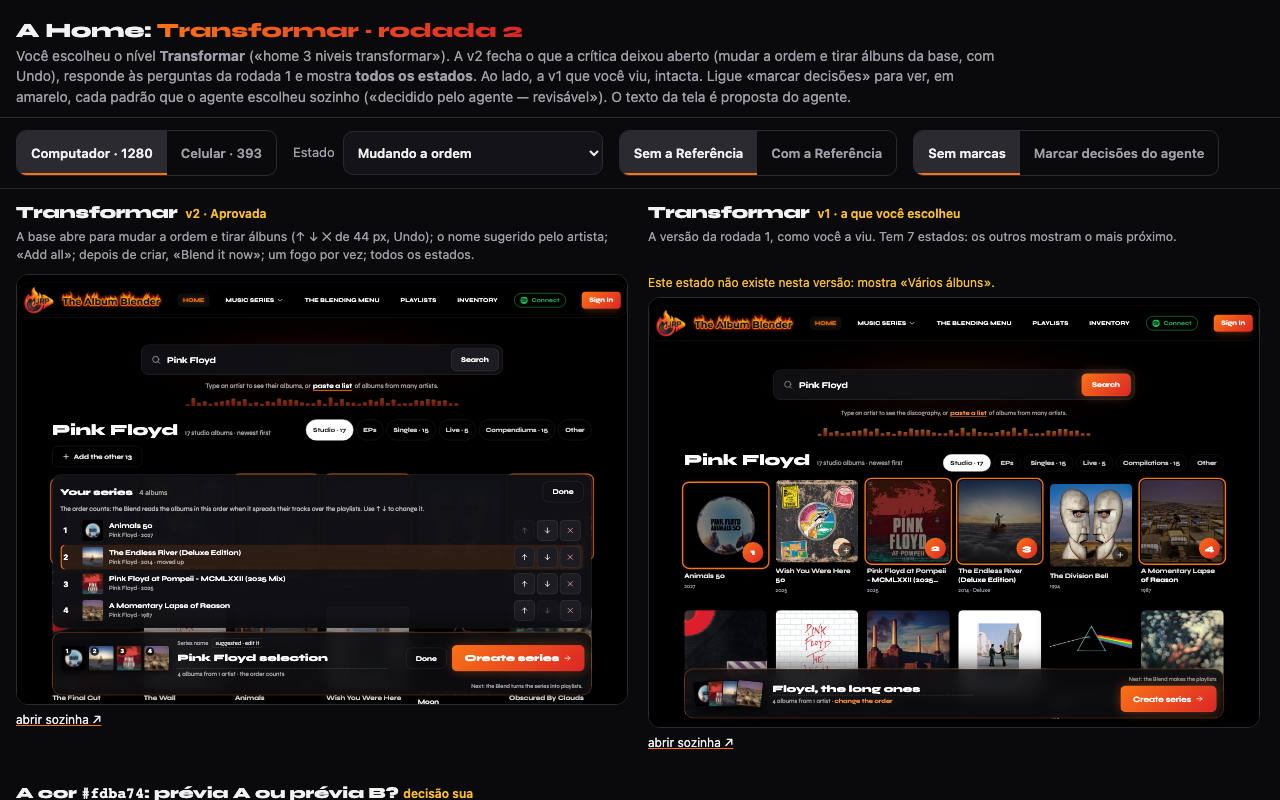 A Home: Transformar · rodada 2
Você escolheu o nível Transformar («home 3 niveis transformar»). A v2 fecha o que a crítica deixou aberto (mudar a ordem e tirar álbuns da base, com
Undo), responde às perguntas da rodada 1 e mostra todos os estados. Ao lado, a v1 que você viu, intacta. Ligue «marcar decisões» para ver, em
amarelo, cada padrão que o agente escolheu sozinho («decidido pelo agente — revisável»). O texto da tela é proposta do agente.
Computador · 1280
Celular · 393
Estado
Mudando a ordem
Sem a Referência
Com a Referência
Sem marcas
Marcar decisões do agente
Transformar v2 · Aprovada
A base abre para mudar a ordem e tirar álbuns (↑ ↓ ✕ de 44 px, Undo); o nome sugerido pelo artista;
«Add all»; depois de criar, «Blend it now»; um fogo por vez; todos os estados.
The Album Blender
HOME
MUSIC SERIES
THE BLENDING MENU
PLAYLISTS
INVENTORY
Connect
Sign in
Pink Floyd
Search
Type an artist to see their albums, or paste a list of albums from many artists.
Pink Floyd 17 studio albums · newest first
Studio · 17
EPs
Singles · 15
Live · 5
Compendiums · 15
Other
+ Add the other 13
Your series 4 albums
Done
The order counts: the Blend reads the albums in this order when it spreads their tracks over the playlists. Use ↑ ↓ to change it.
1
Animals 50
Pink Floyd · 2027
↑ ↓ ✕
2
The Endless River (Deluxe Edition)
Pink Floyd · 2014 · moved up
↑ ↓ ✕
3
Pink Floyd at Pompeii - MCMLXXII (2025 Mix)
Pink Floyd · 2025
↑ ↓ ✕
4
A Momentary Lapse of Reason
Pink Floyd · 1987
↑ ↓ ✕
1 2 3 4
Series name suggested · edit it
Pink Floyd selection
4 albums from 1 artist · the order counts
Done
Create series →
Next: the Blend turns the series into playlists.
The Final Cut
The Wall
Animals
Wish You Were Here
Moon
Obscured By Clouds
abrir sozinha ↗
Transformar v1 · a que você escolheu
A versão da rodada 1, como você a viu. Tem 7 estados: os outros mostram o mais próximo.
Este estado não existe nesta versão: mostra «Vários álbuns».
The Album Blender
HOME
MUSIC SERIES
THE BLENDING MENU
PLAYLISTS
INVENTORY
Connect
Sign in
Pink Floyd
Search
Type an artist to see the discography, or paste a list of albums from many artists.
Pink Floyd 17 studio albums · newest first
Studio · 17
EPs
Singles · 15
Live · 5
Compilations · 15
Other
1
2
3
4
Animals 50
2027
Wish You Were Here
50
2025
Pink Floyd at Pompeii
- MCMLXXII (2025...
2025
The Endless River
(Deluxe Edition)
2014 · Deluxe
The Division Bell
1994
A Momentary Lapse
of Reason
1987
Floyd, the long ones
4 albums from 1 artist · change the order
Next: the Blend makes the playlists
Create series →
abrir sozinha ↗
A cor #fdba74: prévia A ou prévia B? decisão sua